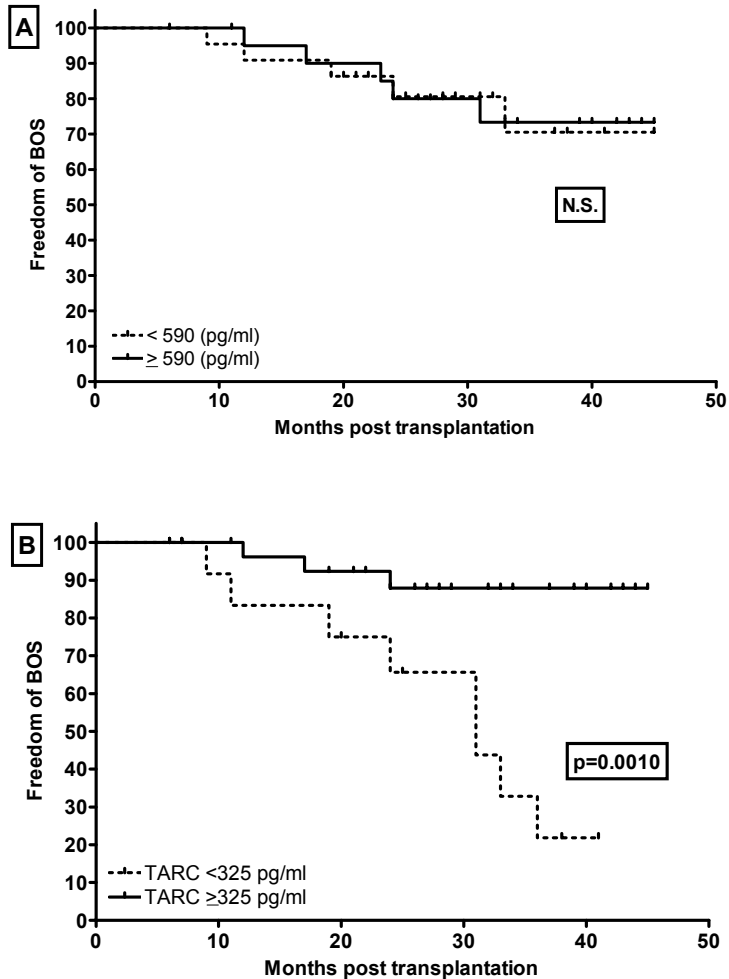 A
100
90
80
70
60
50
40
30
20
10
0
Freedom of BOS
N.S.
< 590 (pg/ml)
≥ 590 (pg/ml)
0 10 20 30 40 50
Months post transplantation
B
100
90
80
70
60
50
40
30
20
10
0
Freedom of BOS
p=0.0010
TARC <325 pg/ml
TARC ≥325 pg/ml
0 10 20 30 40 50
Months post transplantation